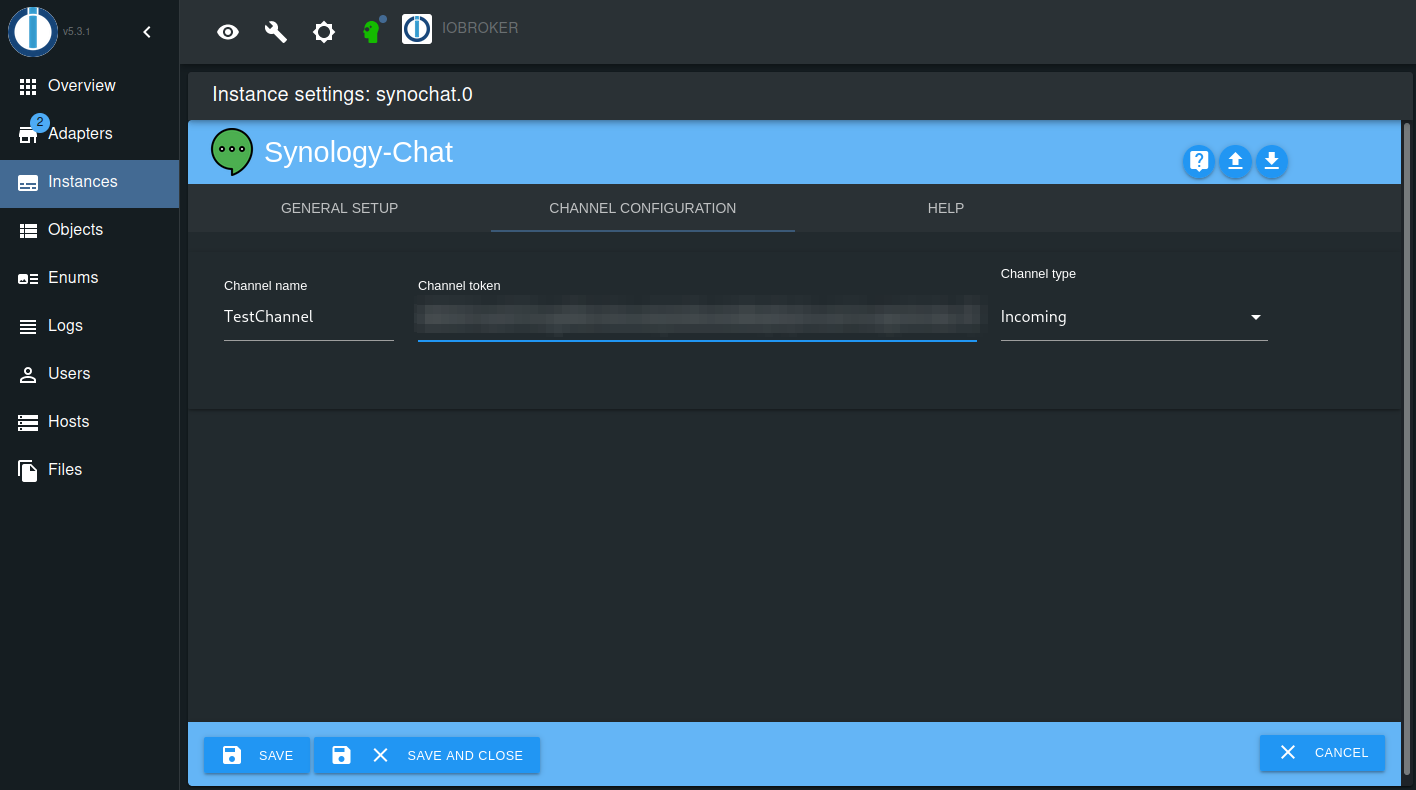 v5.3.1
IOBROKER
Overview
2
Adapters
Instances
Objects
Enums
Logs
Users
Hosts
Files
Instance settings: synochat.0
Synology-Chat
GENERAL SETUP
CHANNEL CONFIGURATION
HELP
Channel name
Channel token
Channel type
TestChannel
Incoming
SAVE
SAVE AND CLOSE
CANCEL